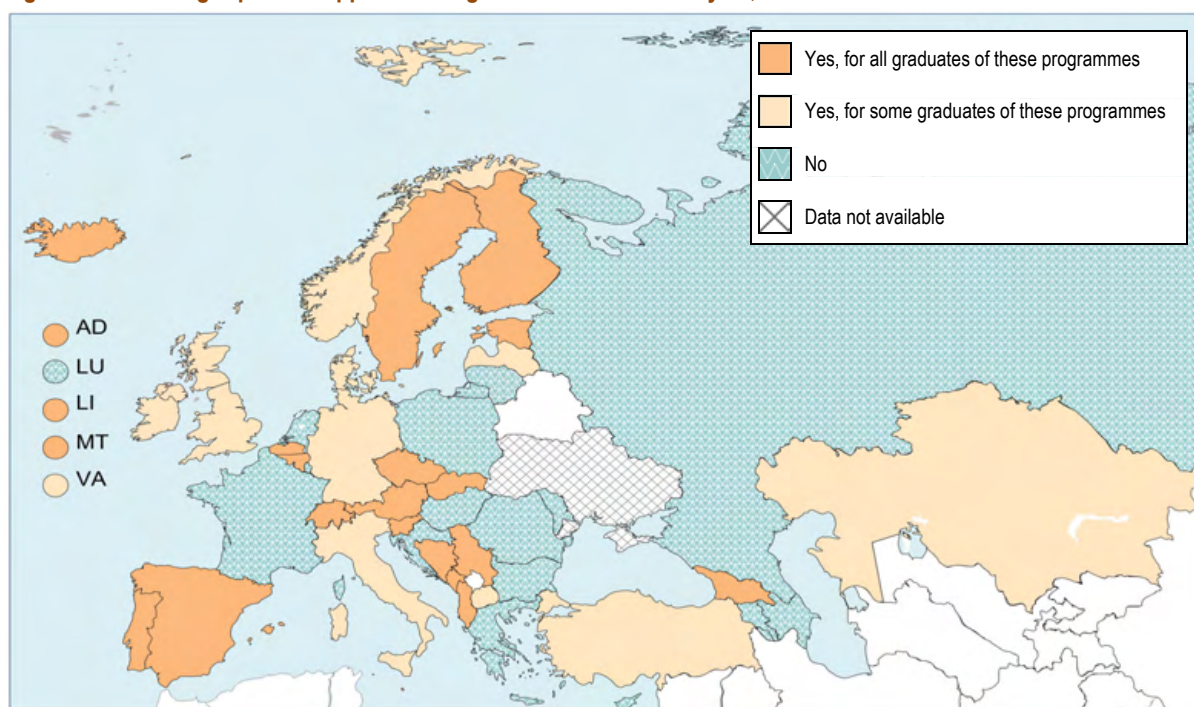 Yes, for all graduates of these programmes
Yes, for some graduates of these programmes
No
Data not available
AD
LU
LI
MT
VA